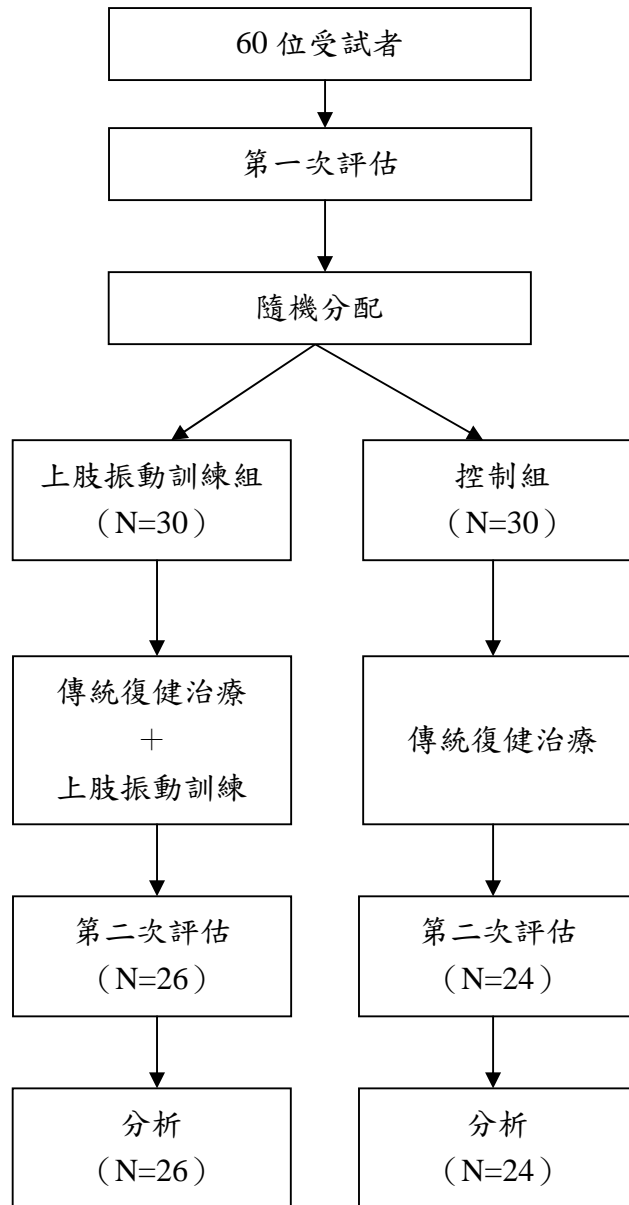 60 位受試者
第一次評估
隨機分配
上肢振動訓練組
（N=30）
控制組
（N=30）
傳統復健治療
＋
上肢振動訓練
傳統復健治療
第二次評估
（N=26）
第二次評估
（N=24）
分析
（N=26）
分析
（N=24）